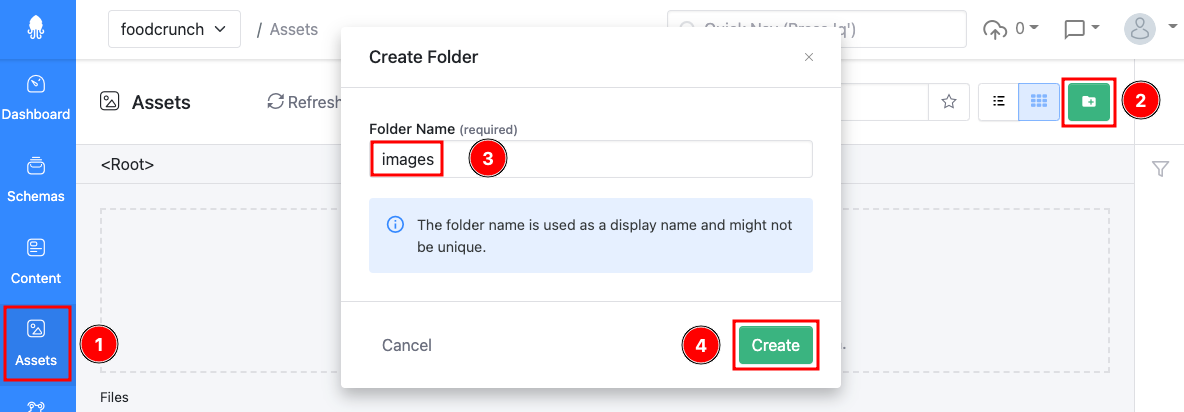 foodcrunch
/ Assets
Quick Nav (Press 'q')
0
Dashboard
Schemas
Content
1
Assets
Assets
Refresh
2
<Root>
Create Folder
×
Folder Name (required)
images
3
The folder name is used as a display name and might not
be unique.
Cancel
4
Create
Files